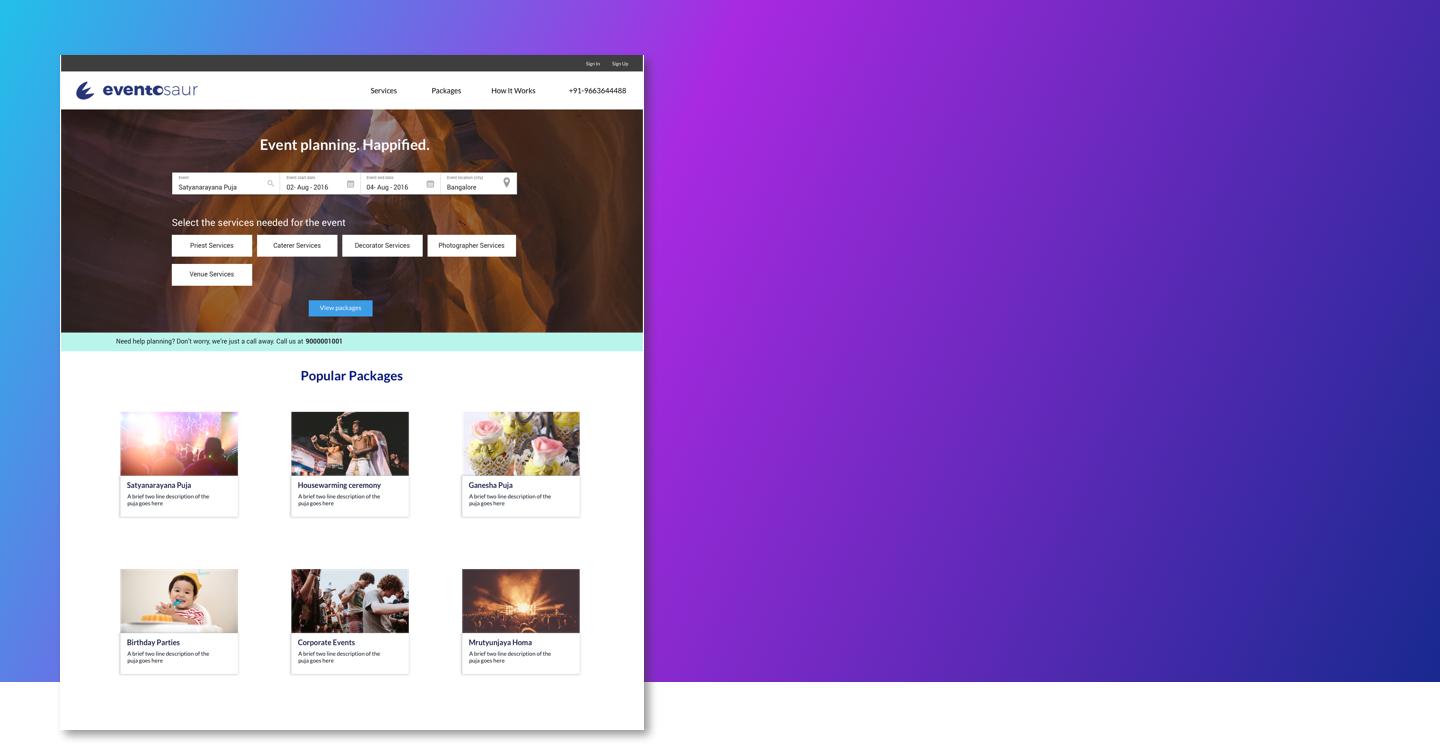 Sign In Sign Up
eventosaur
Services Packages How It Works +91-9663644488
Event planning. Happified.
Event Event start date Event end date Event location (city)
Satyanarayana Puja 02- Aug - 2016 04- Aug - 2016 Bangalore
Select the services needed for the event
Priest Services Caterer Services Decorator Services Photographer Services
Venue Services
View packages
Need help planning? Don't worry, we're just a call away. Call us at 9000001001
Popular Packages
Satyanarayana Puja
A brief two line description of the
puja goes here
Housewarming ceremony
A brief two line description of the
puja goes here
Ganesha Puja
A brief two line description of the
puja goes here
Birthday Parties
A brief two line description of the
puja goes here
Corporate Events
A brief two line description of the
puja goes here
Mrutyunjaya Homa
A brief two line description of the
puja goes here